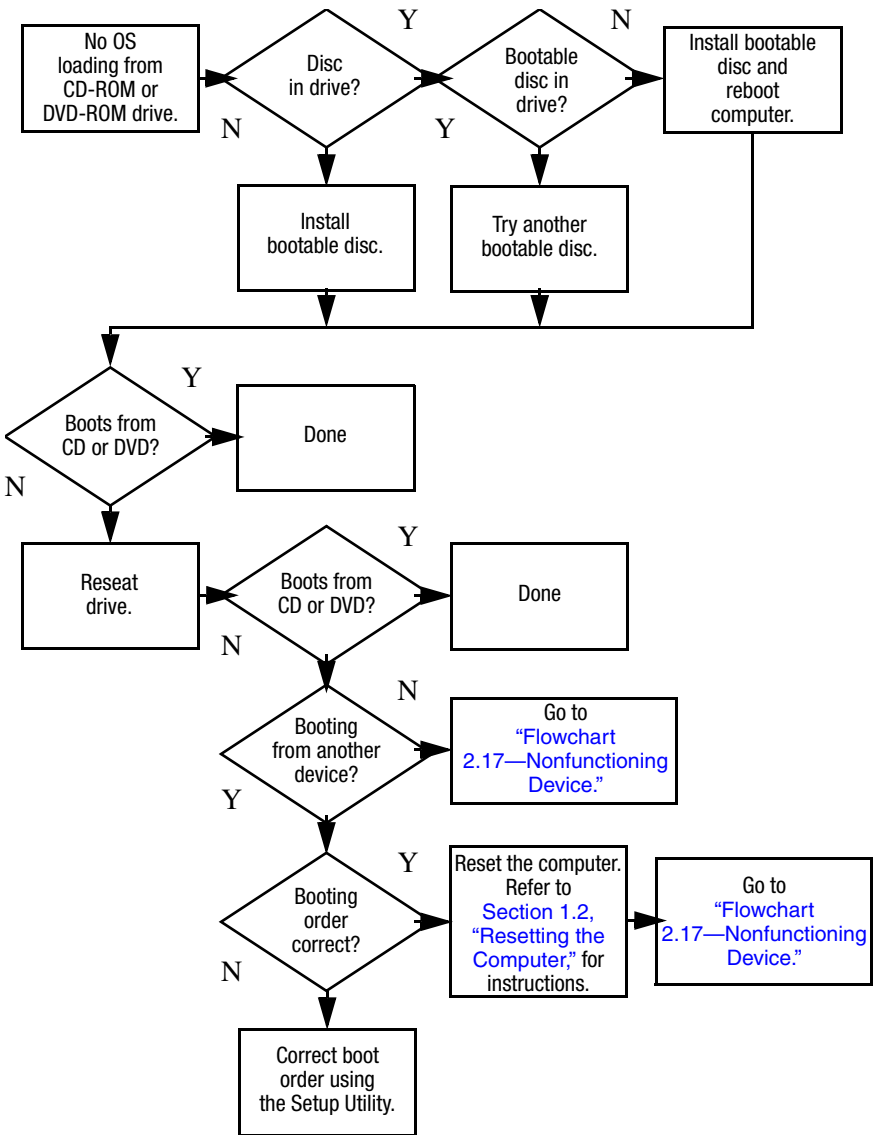 Y
N
No OS
loading from
CD-ROM or
DVD-ROM drive.
Disc
in drive?
Bootable
disc in
drive?
Install bootable
disc and
reboot
computer.
N
Y
Install
bootable disc.
Try another
bootable disc.
Y
Boots from
CD or DVD?
Done
N
Y
Reseat
drive.
Boots from
CD or DVD?
Done
N
N
Booting
from another
device?
Go to
“Flowchart
2.17—Nonfunctioning
Device.”
Y
Y
Booting
order
correct?
Reset the computer.
Refer to
Section 1.2,
“Resetting the
Computer,” for
instructions.
Go to
“Flowchart
2.17—Nonfunctioning
Device.”
N
Correct boot
order using
the Setup Utility.